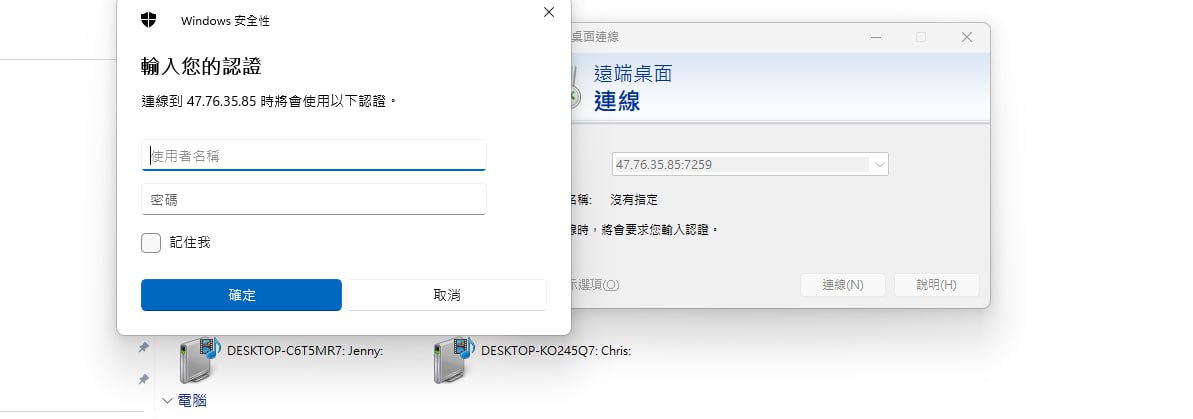 Windows 安全性
輸入您的認證
連線到 47.76.35.85 時將會使用以下認證。
使用者名稱
密碼
記住我
確定
取消
桌面連線
遠端桌面
連線
47.76.35.85:7259
名稱:
沒有指定
線時，將會要求您輸入認證。
示選項(O)
連線(N)
說明(H)
DESKTOP-C6T5MR7: Jenny:
DESKTOP-KO245Q7: Chris:
電腦